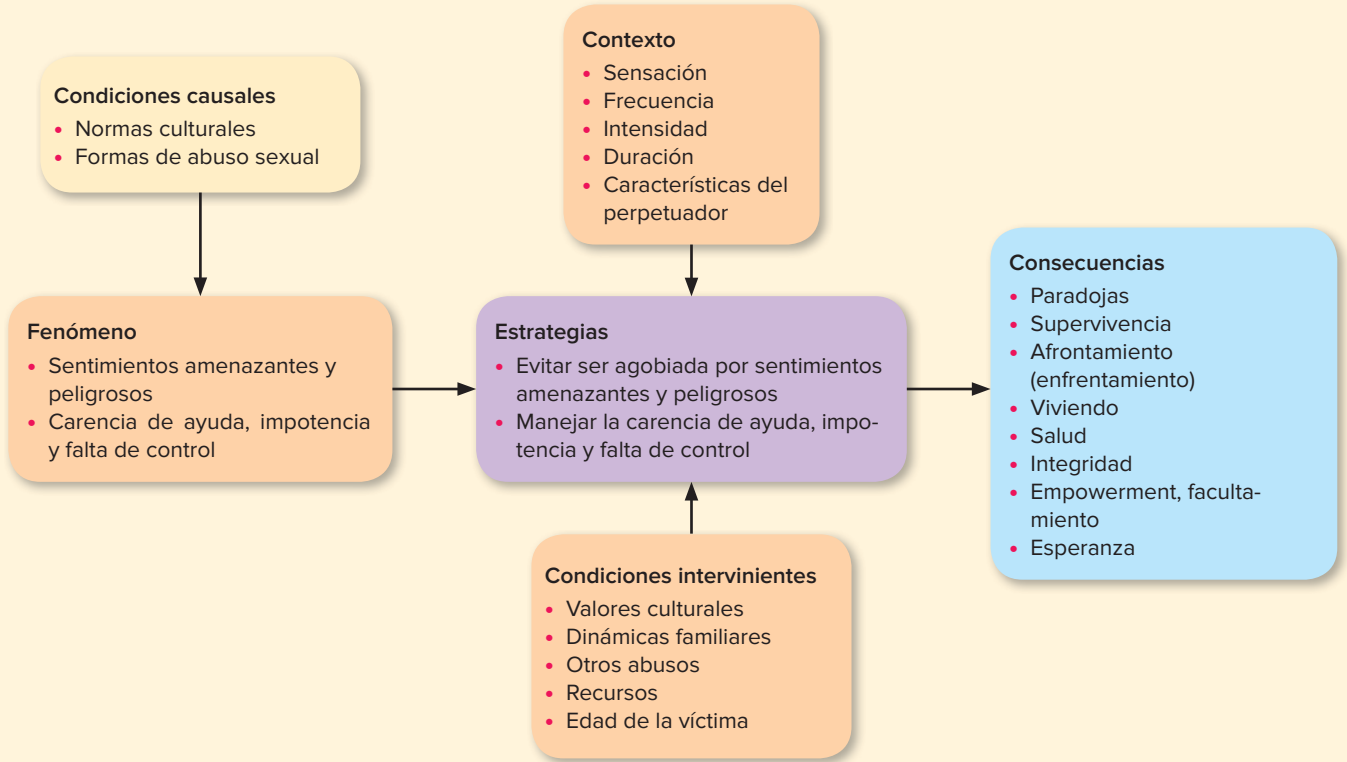 Condiciones causales
• Normas culturales
• Formas de abuso sexual
Contexto
• Sensación
• Frecuencia
• Intensidad
• Duración
• Características del
perpetuador
Fenómeno
• Sentimientos amenazantes y
peligrosos
• Carencia de ayuda, impotencia
y falta de control
Estrategias
• Evitar ser agobiada por sentimientos
amenazantes y peligrosos
• Manejar la carencia de ayuda, impo-
tencia y falta de control
Consecuencias
• Paradojas
• Supervivencia
• Afrontamiento
(enfrentamiento)
• Viviendo
• Salud
• Integridad
• Empowerment, faculta-
miento
• Esperanza
Condiciones intervinientes
• Valores culturales
• Dinámicas familiares
• Otros abusos
• Recursos
• Edad de la víctima